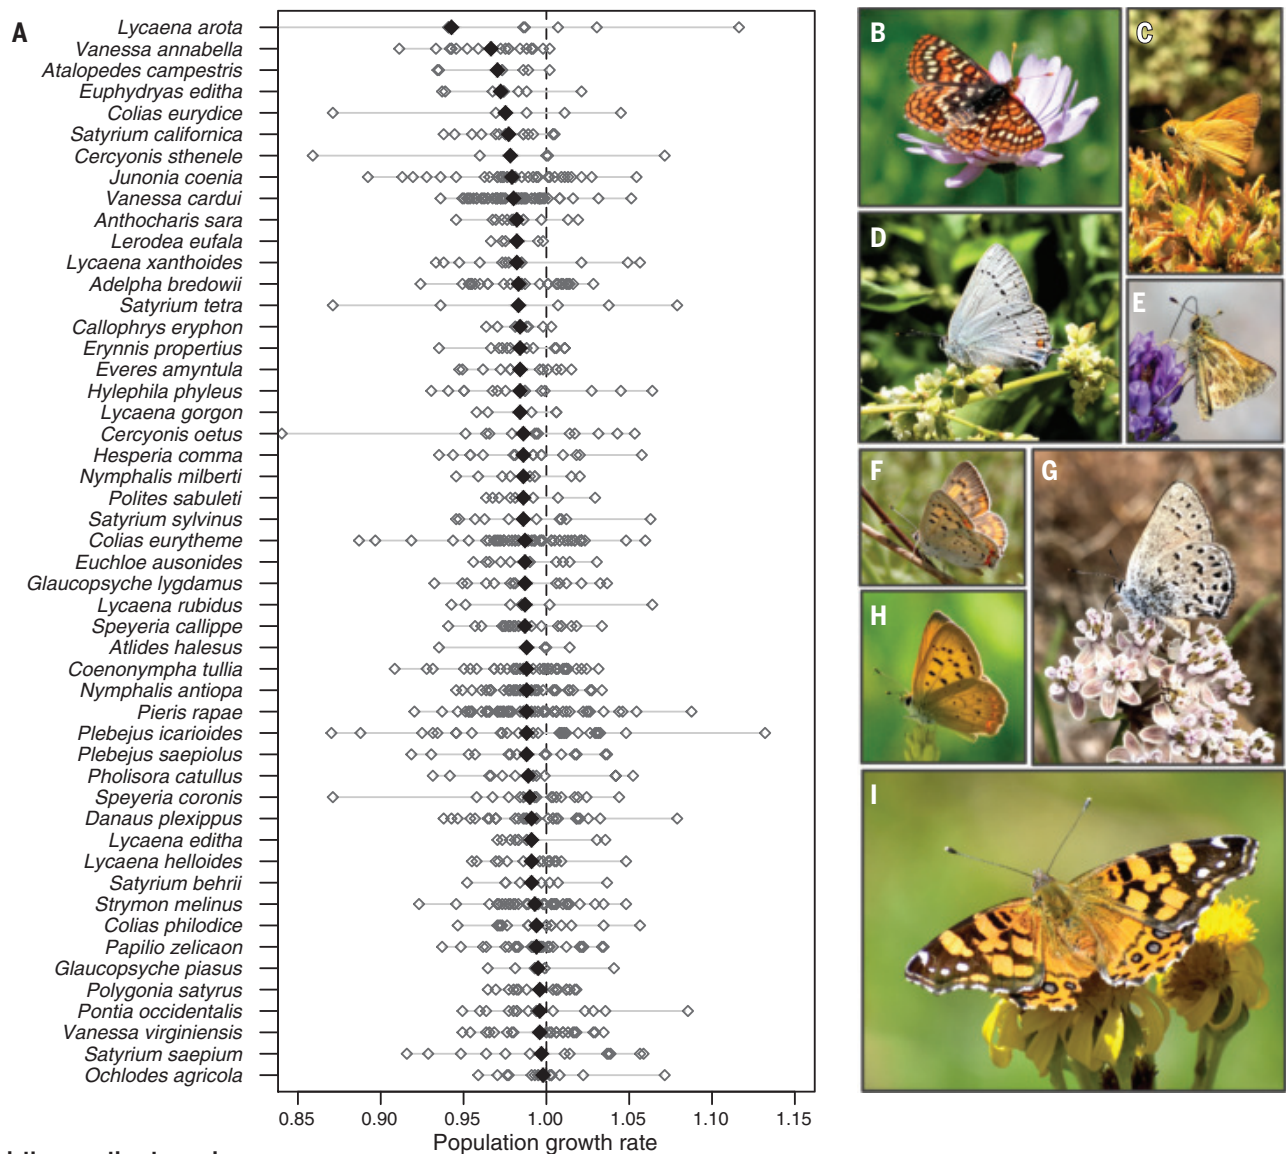 A
Lycaena arota
Vanessa annabella
Atalopedes campestris
Euphydryas editha
Colias eurydice
Satyrium californica
Cercyonis sthenele
Junonia coenia
Vanessa cardui
Anthocharis sara
Lerodea eufala
Lycaena xanthoides
Adelpha bredowii
Satyrium tetra
Callophrys eryphon
Erynnis propertius
Everes amyntula
Hylephila phyleus
Lycaena gorgon
Cercyonis oetus
Hesperia comma
Nymphalis milberti
Polites sabuleti
Satyrium sylvinus
Colias eurytheme
Euchloe ausonides
Glaucopsyche lygdamus
Lycaena rubidus
Speyeria callippe
Atlides halesus
Coenonympha tullia
Nymphalis antiopa
Pieris rapae
Plebejus icarioides
Plebejus saepiolus
Pholisora catullus
Speyeria coronis
Danaus plexippus
Lycaena editha
Lycaena helloides
Satyrium behrii
Strymon melinus
Colias philodice
Papilio zelicaon
Glaucopsyche piasus
Polygonia satyrus
Pontia occidentalis
Vanessa virginiensis
Satyrium saepium
Ochlodes agricola
0.85 0.90 0.95 1.00 1.05 1.10 1.15
Population growth rate
B
C
D
E
F
G
H
I